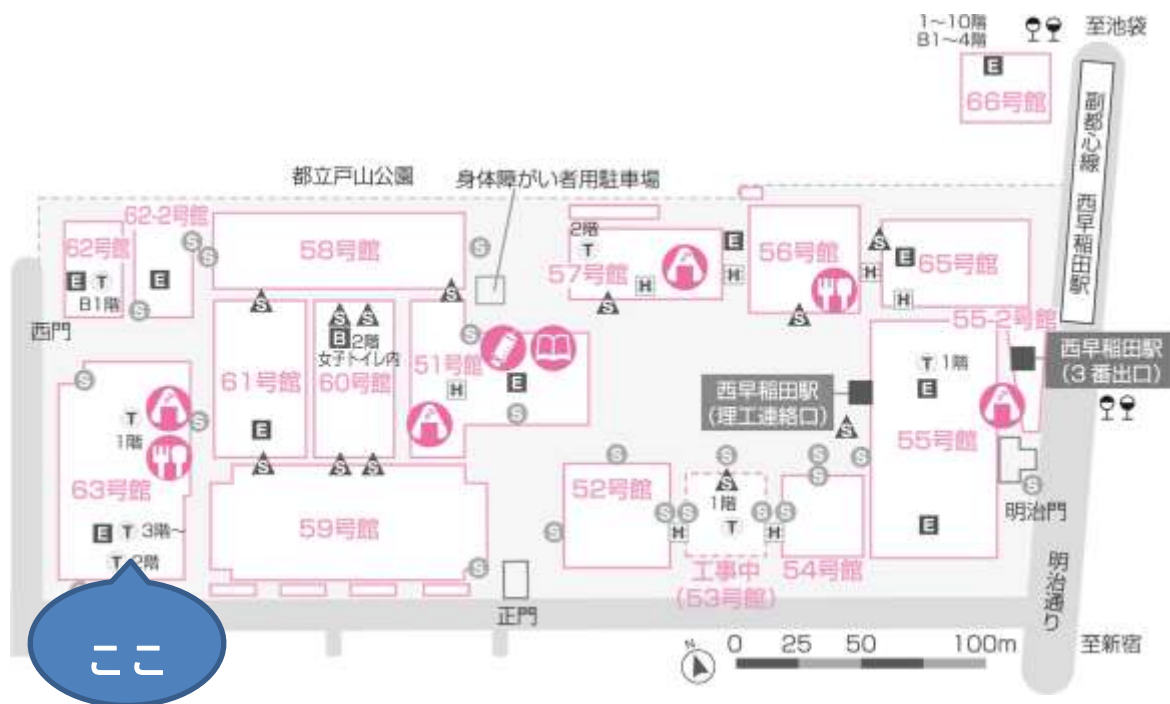 1～10階
B1～4階
至池袋
E
66号館
副都心線 西早稲田駅
都立戸山公園
身体障がい者用駐車場
62-2号館
62号館
E T
B1階
E
S
S
S
58号館
S
2階
T
57号館
H
S
E
H
56号館
S
H
S
E
65号館
H
55-2号館
西門
S
S
S S
B 2階
女子トイレ内
60号館
61号館
E
S
51号館
H
S
E
S
S
西早稲田駅
(理工連絡口)
S
T 1階
E
西早稲田駅
(3番出口)
55号館
E
S
T
1階
S
63号館
E T 3階～
T 2階
S S
59号館
S
S
52号館
S
S S
H
S
1階
T
S S
H
S
S
S
工事中
(53号館)
54号館
S
明治門
明治通り
正門
ここ
N
0 25 50 100m
至新宿